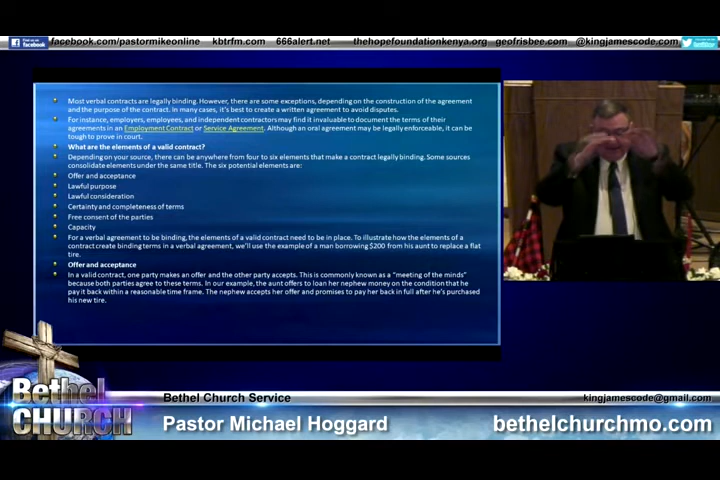 Find us on
facebook
facebook.com/pastormikeonline kbtrfm.com 666alert.net thehopefoundationkenya.org geofrisbee.com @kingjamescode.com
twitter
Most verbal contracts are legally binding. However, there are some exceptions, depending on the construction of the agreement
and the purpose of the contract. In many cases, it's best to create a written agreement to avoid disputes.
For instance, employers, employees, and independent contractors may find it invaluable to document the terms of their
agreements in an Employment Contract or Service Agreement. Although an oral agreement may be legally enforceable, it can be
tough to prove in court.
What are the elements of a valid contract?
Depending on your source, there can be anywhere from four to six elements that make a contract legally binding. Some sources
consolidate elements under the same title. The six potential elements are:
Offer and acceptance
Lawful purpose
Lawful consideration
Certainty and completeness of terms
Free consent of the parties
Capacity
For a verbal agreement to be binding, the elements of a valid contract need to be in place. To illustrate how the elements of a
contract create binding terms in a verbal agreement, we'll use the example of a man borrowing $200 from his aunt to replace a flat
tire.
Offer and acceptance
In a valid contract, one party makes an offer and the other party accepts. This is commonly known as a "meeting of the minds"
because both parties agree to these terms. In our example, the aunt offers to loan her nephew money on the condition that he
pay it back within a reasonable time frame. The nephew accepts her offer and promises to pay her back in full after he's purchased
his new tire.
Bethel
CHURCH
Bethel Church Service
kingjamescode@gmail.com
Pastor Michael Hoggard
bethelchurchmo.com